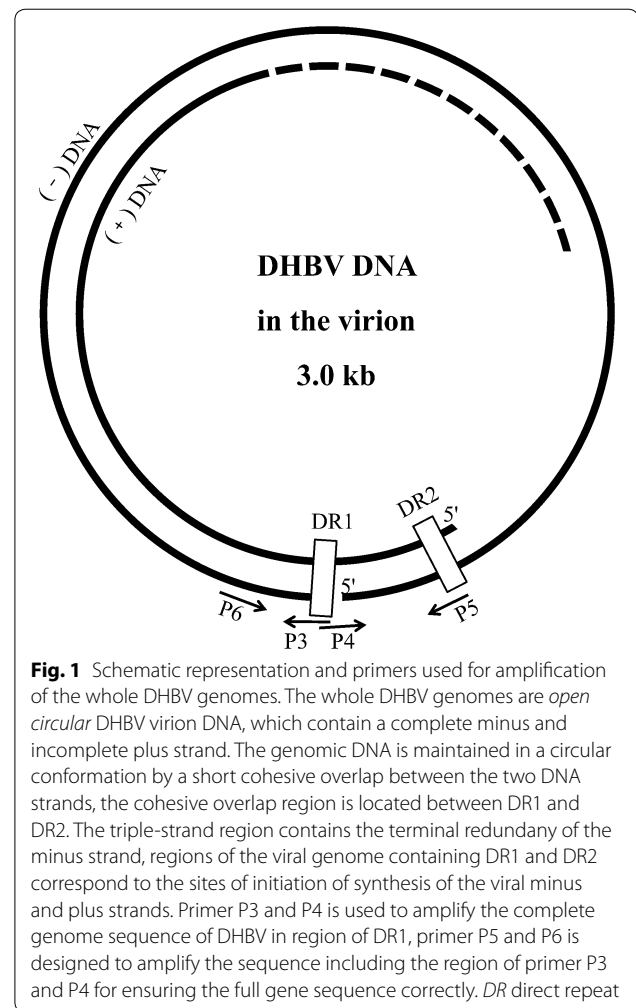 ( - ) DNA
( + ) DNA
DHBV DNA
in the virion
3.0 kb
DR1
DR2
5'
5'
P6
P3
P4
P5
Fig. 1 Schematic representation and primers used for amplification
of the whole DHBV genomes. The whole DHBV genomes are open
circular DHBV virion DNA, which contain a complete minus and
incomplete plus strand. The genomic DNA is maintained in a circular
conformation by a short cohesive overlap between the two DNA
strands, the cohesive overlap region is located between DR1 and
DR2. The triple-strand region contains the terminal redundany of the
minus strand, regions of the viral genome containing DR1 and DR2
correspond to the sites of initiation of synthesis of the viral minus
and plus strands. Primer P3 and P4 is used to amplify the complete
genome sequence of DHBV in region of DR1, primer P5 and P6 is
designed to amplify the sequence including the region of primer P3
and P4 for ensuring the full gene sequence correctly. DR direct repeat